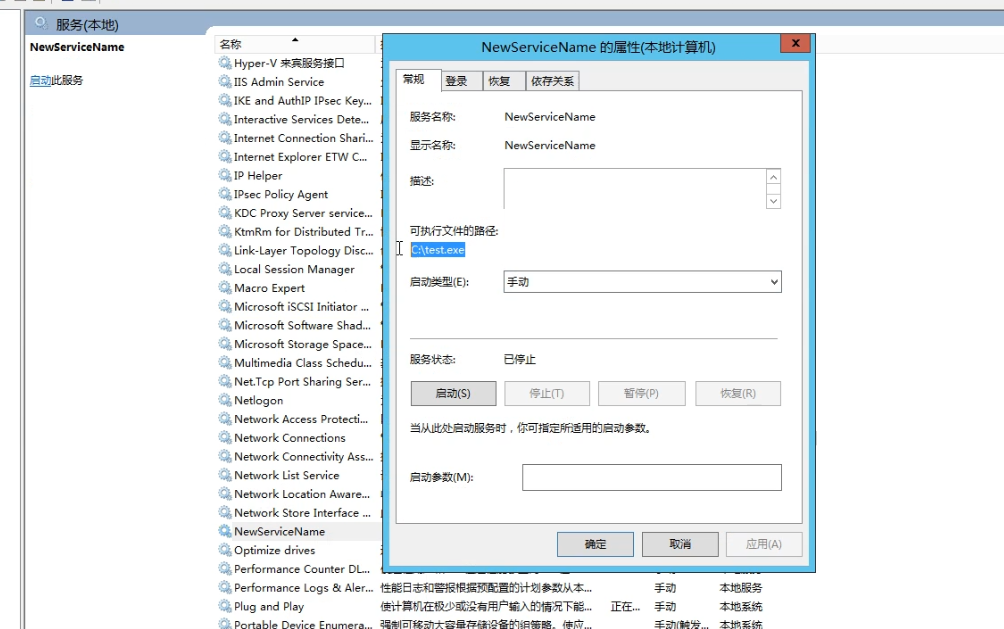 服务(本地)
NewServiceName
启动此服务
名称
Hyper-V 来宾服务接口
IIS Admin Service
IKE and AuthIP IPsec Key...
Interactive Services Dete...
Internet Connection Shari...
Internet Explorer ETW C...
IP Helper
IPsec Policy Agent
KDC Proxy Server service...
KtmRm for Distributed Tr...
Link-Layer Topology Disc...
Local Session Manager
Macro Expert
Microsoft iSCSI Initiator ...
Microsoft Software Shad...
Microsoft Storage Space...
Multimedia Class Schedu...
Net.Tcp Port Sharing Ser...
Netlogon
Network Access Protecti...
Network Connections
Network Connectivity Ass...
Network List Service
Network Location Aware...
Network Store Interface ...
NewServiceName
Optimize drives
Performance Counter DL...
Performance Logs & Aler... 性能日志和警报根据预配置的计划参数从本... 手动 本地服务
Plug and Play 使计算机在极少或没有用户输入的情况下能... 正在... 手动 本地系统
Portable Device Enumera... 强制可移动大容量存储设备的组策略。使应... 手动(触发... 本地系统
NewServiceName 的属性(本地计算机)
x
常规 登录 恢复 依存关系
服务名称: NewServiceName
显示名称: NewServiceName
描述:
可执行文件的路径:
C:\test.exe
启动类型(E): 手动
服务状态: 已停止
启动(S) 停止(T) 暂停(P) 恢复(R)
当从此处启动服务时，你可指定所适用的启动参数。
启动参数(M):
确定 取消 应用(A)